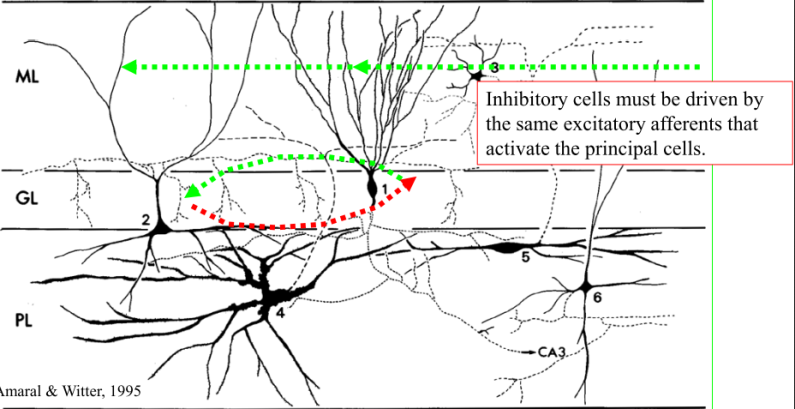 ML
3
Inhibitory cells must be driven by
the same excitatory afferents that
activate the principal cells.
GL
1
2
5
6
4
PL
CA3
Amaral & Witter, 1995